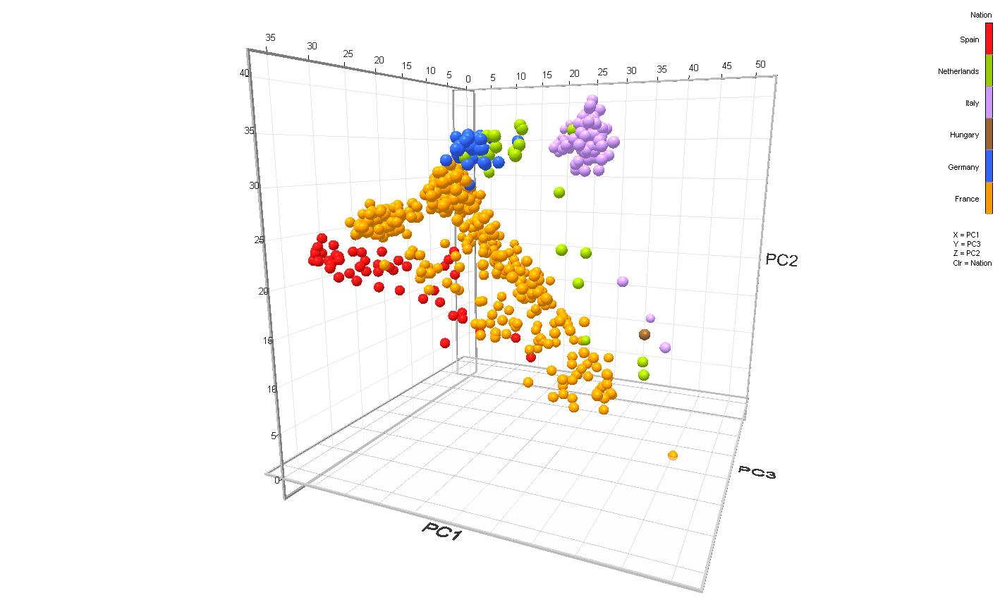 Nation
Spain
Netherlands
Italy
Hungary
Germany
France
X = PC1
Y = PC3
Z = PC2
Clr = Nation
35 30 25 20 15 10 5 0 5 10 15 20 25 30 35 40 45 50
40
35
30
25
20
15
10
5
0
PC2
PC3
PC1